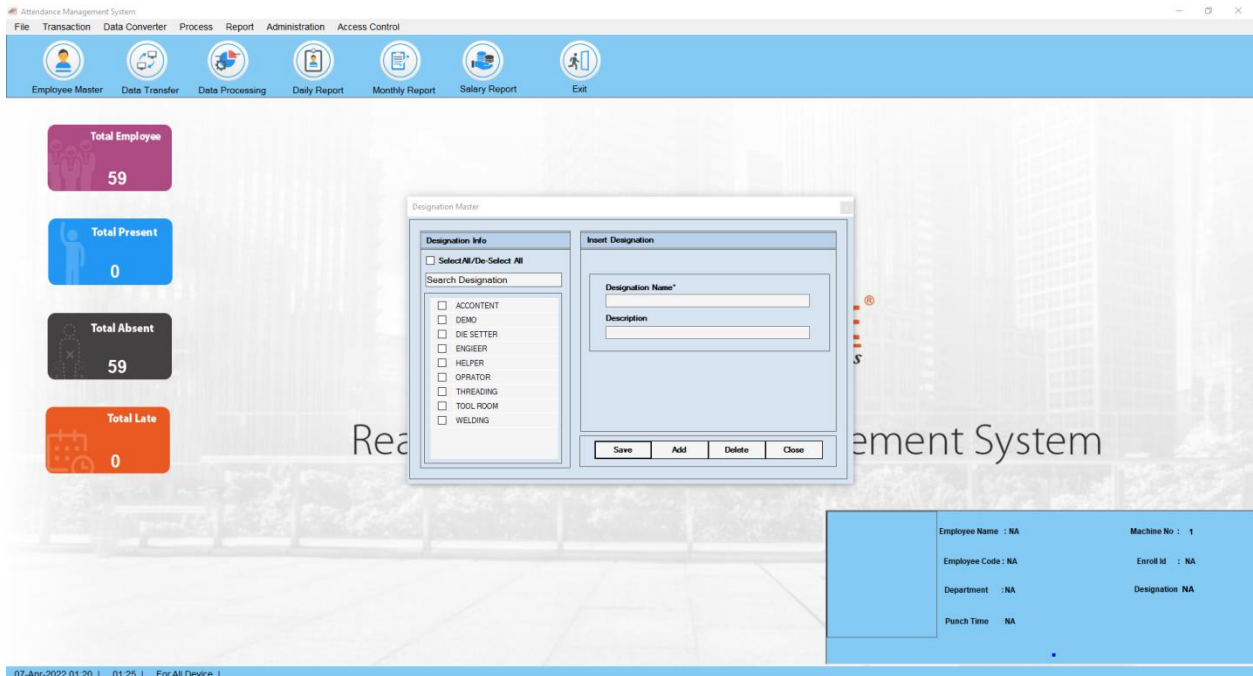 Attendance Management System
File Transaction Data Converter Process Report Administration Access Control
Employee Master Data Transfer Data Processing Daily Report Monthly Report Salary Report Exit
Total Employee
59
Total Present
0
Total Absent
59
Total Late
0
Designation Master
Designation Info
SelectAll/De-Select All
Search Designation
ACCONTENT
DEMO
DIE SETTER
ENGIEER
HELPER
OPRATOR
THREADING
TOOL ROOM
WELDING
Insert Designation
Designation Name*
Description
Save Add Delete Close
®
Rea ement System
Employee Name : NA Machine No : 1
Employee Code : NA Enroll Id : NA
Department : NA Designation NA
Punch Time NA
07-Apr-2022 01:20 | 01:25 | For All Device |